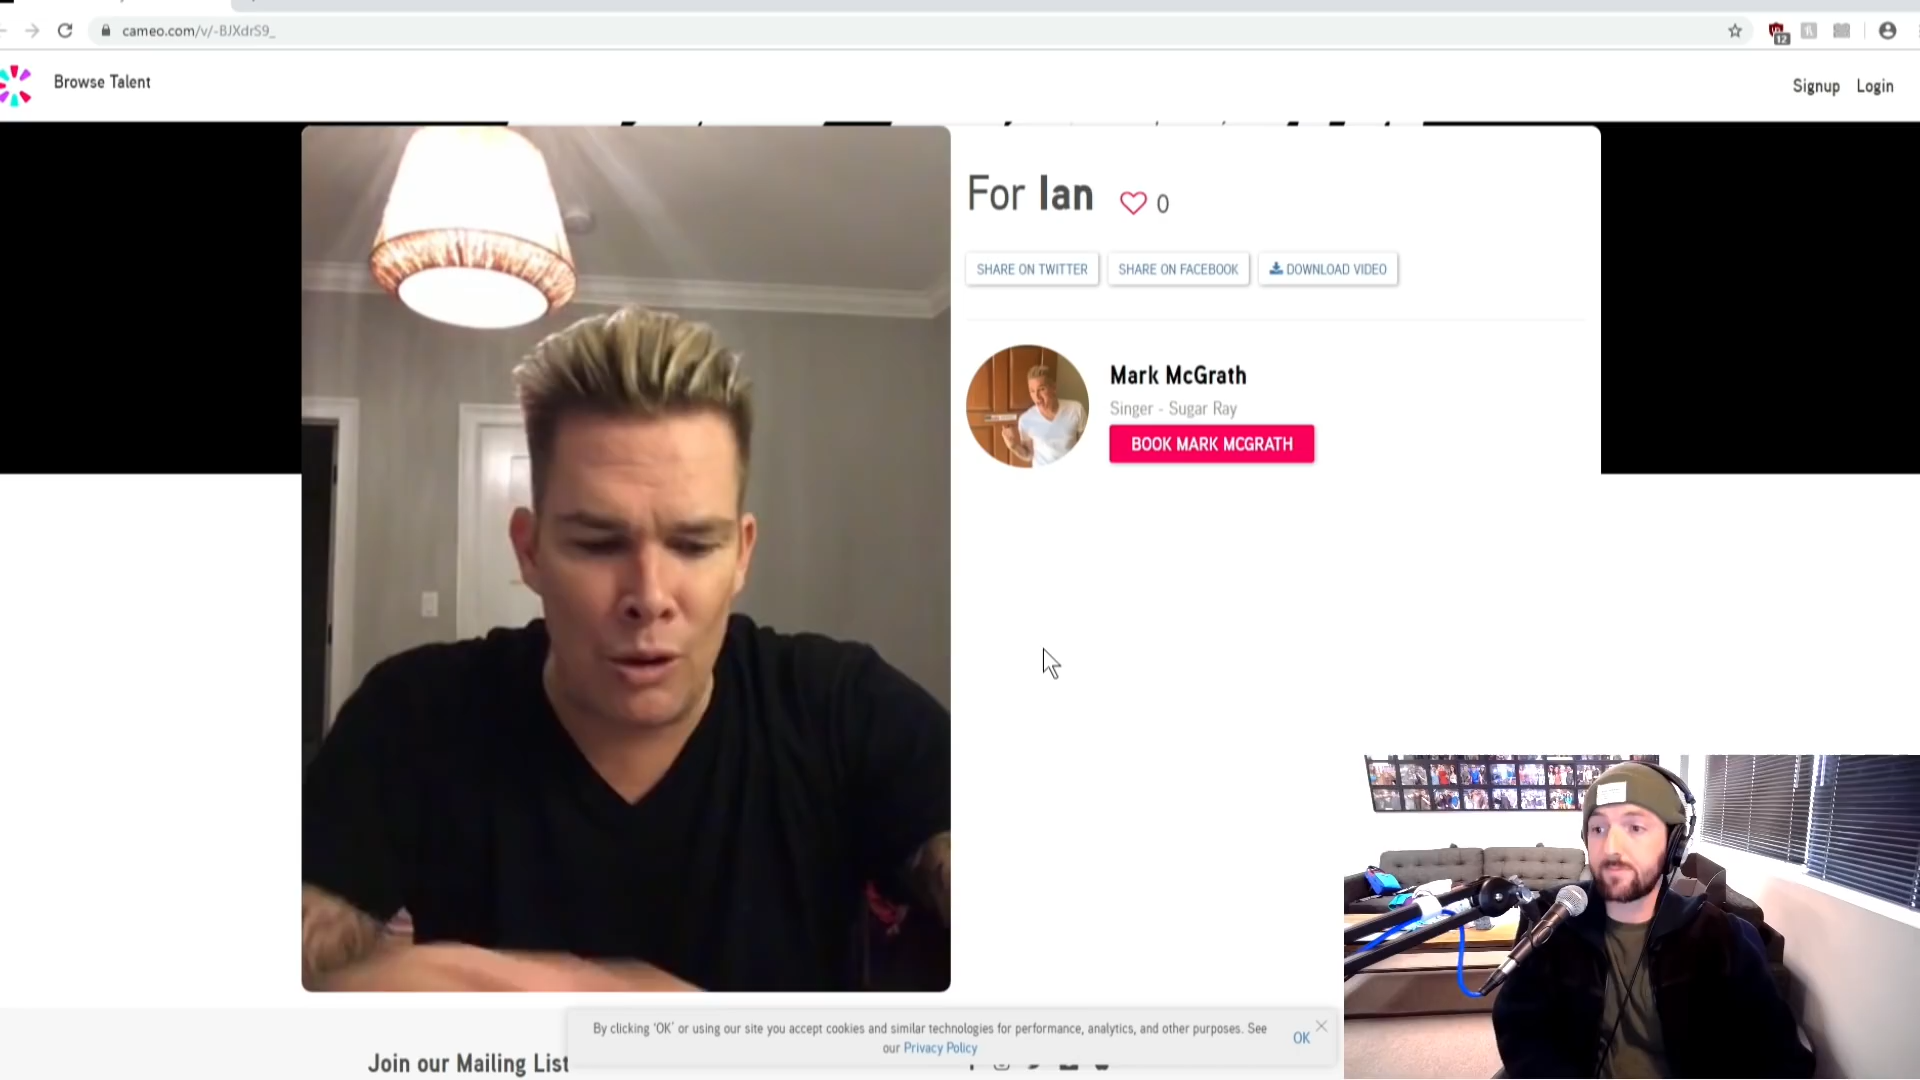 cameo.com/v/-BJXdrS9_
12
Browse Talent
Signup Login
For Ian 0
SHARE ON TWITTER SHARE ON FACEBOOK DOWNLOAD VIDEO
Mark McGrath
Singer - Sugar Ray
BOOK MARK MCGRATH
By clicking 'OK' or using our site you accept cookies and similar technologies for performance, analytics, and other purposes. See
our Privacy Policy
OK
Join our Mailing List